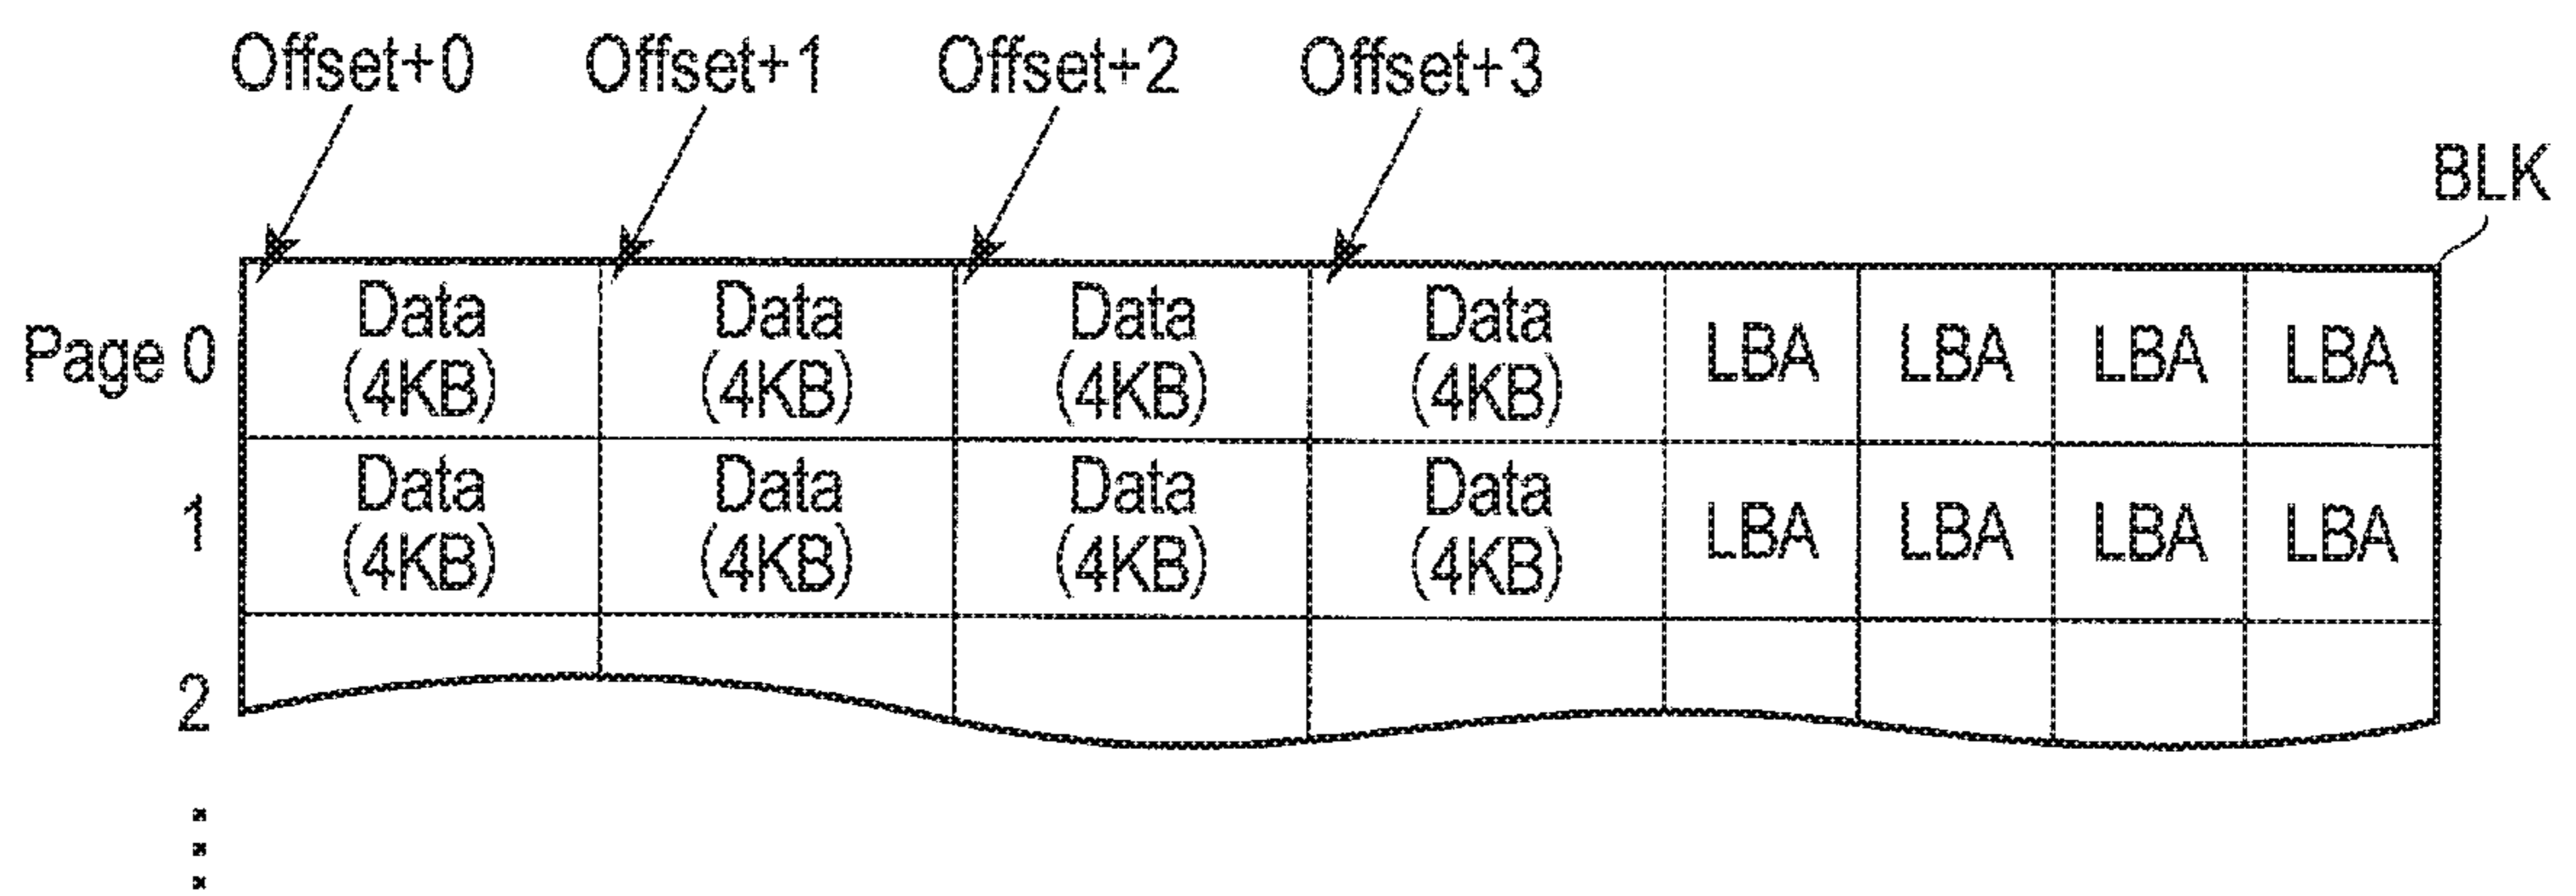 Offset+0 Offset+1 Offset+2 Offset+3
BLK
Page 0 Data (4KB) Data (4KB) Data (4KB) Data (4KB) LBA LBA LBA LBA
1 Data (4KB) Data (4KB) Data (4KB) Data (4KB) LBA LBA LBA LBA
2